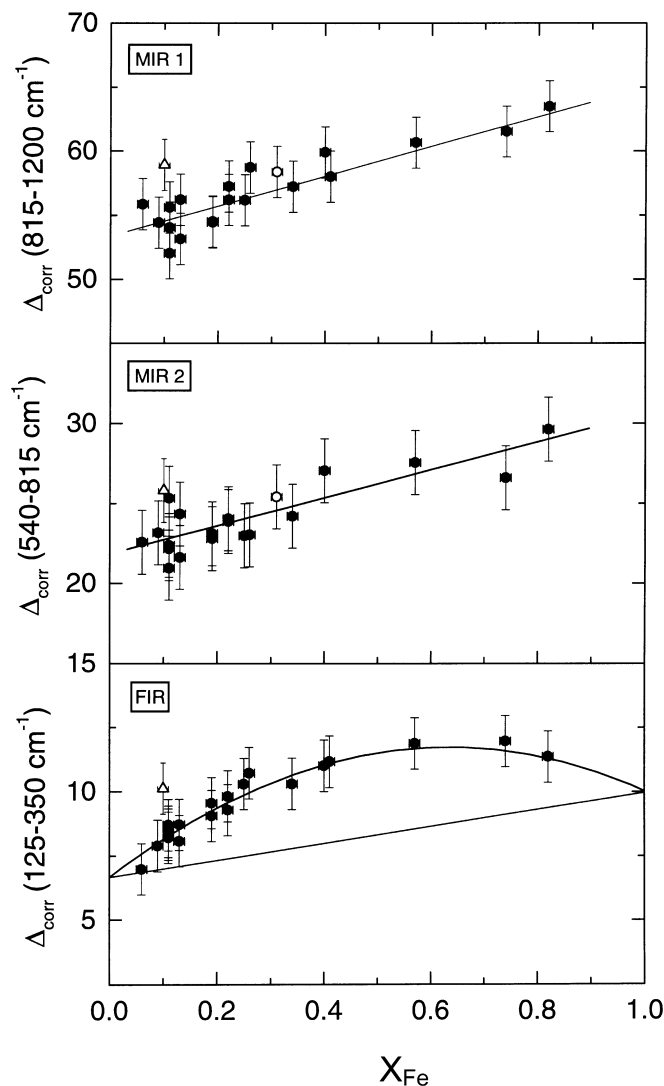 70
MIR 1
60
50
Δcorr (815-1200 cm⁻¹)
MIR 2
30
20
15
Δcorr (540-815 cm⁻¹)
FIR
10
5
Δcorr (125-350 cm⁻¹)
0.0 0.2 0.4 0.6 0.8 1.0
XFe